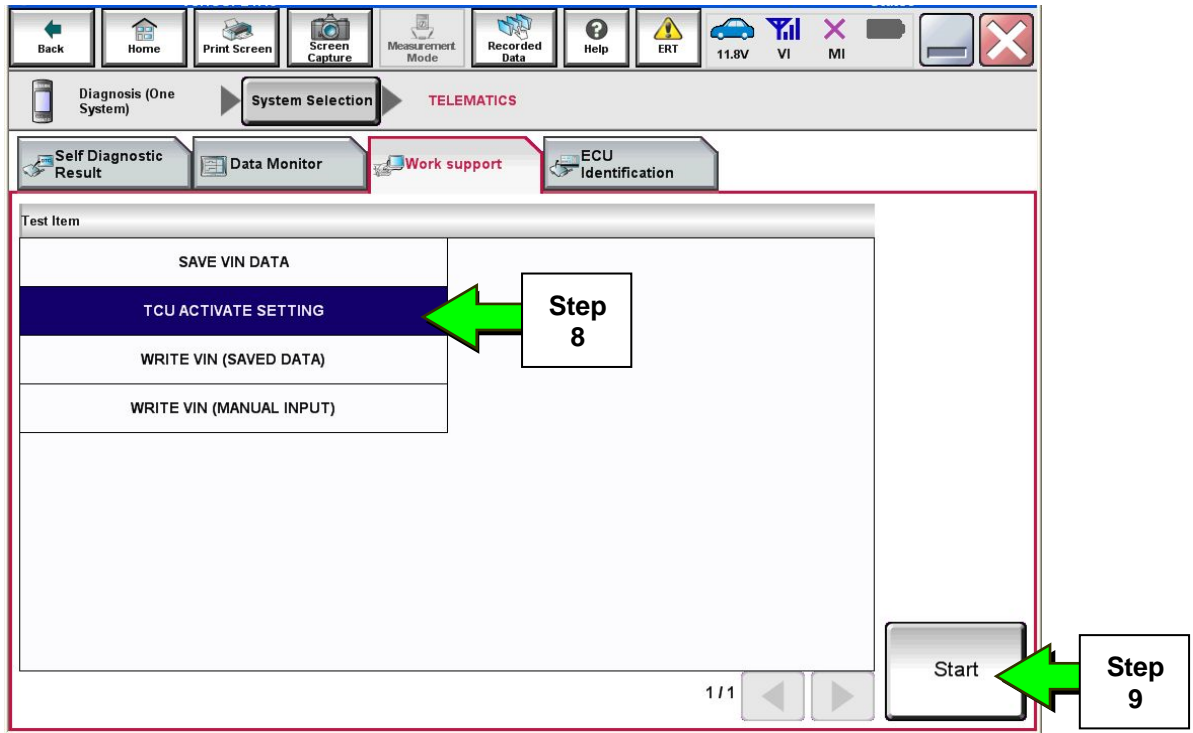 Back
Home
Print Screen
Screen
Capture
Measurement
Mode
Recorded
Data
Help
ERT
11.8V
VI
MI
Diagnosis (One
System)
System Selection
TELEMATICS
Self Diagnostic
Result
Data Monitor
Work support
ECU
Identification
Test Item
SAVE VIN DATA
TCU ACTIVATE SETTING
WRITE VIN (SAVED DATA)
WRITE VIN (MANUAL INPUT)
Step
8
1/1
Start
Step
9